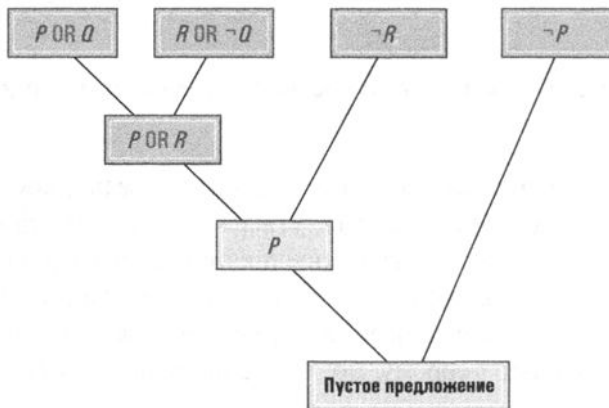 P OR Q
R OR ¬Q
¬R
¬P
P OR R
P
Пустое предложение